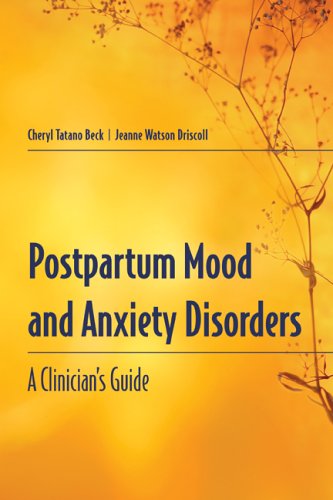 Cheryl Tatano Beck | Jeanne Watson Driscoll
Postpartum Mood
and Anxiety Disorders
A Clinician's Guide